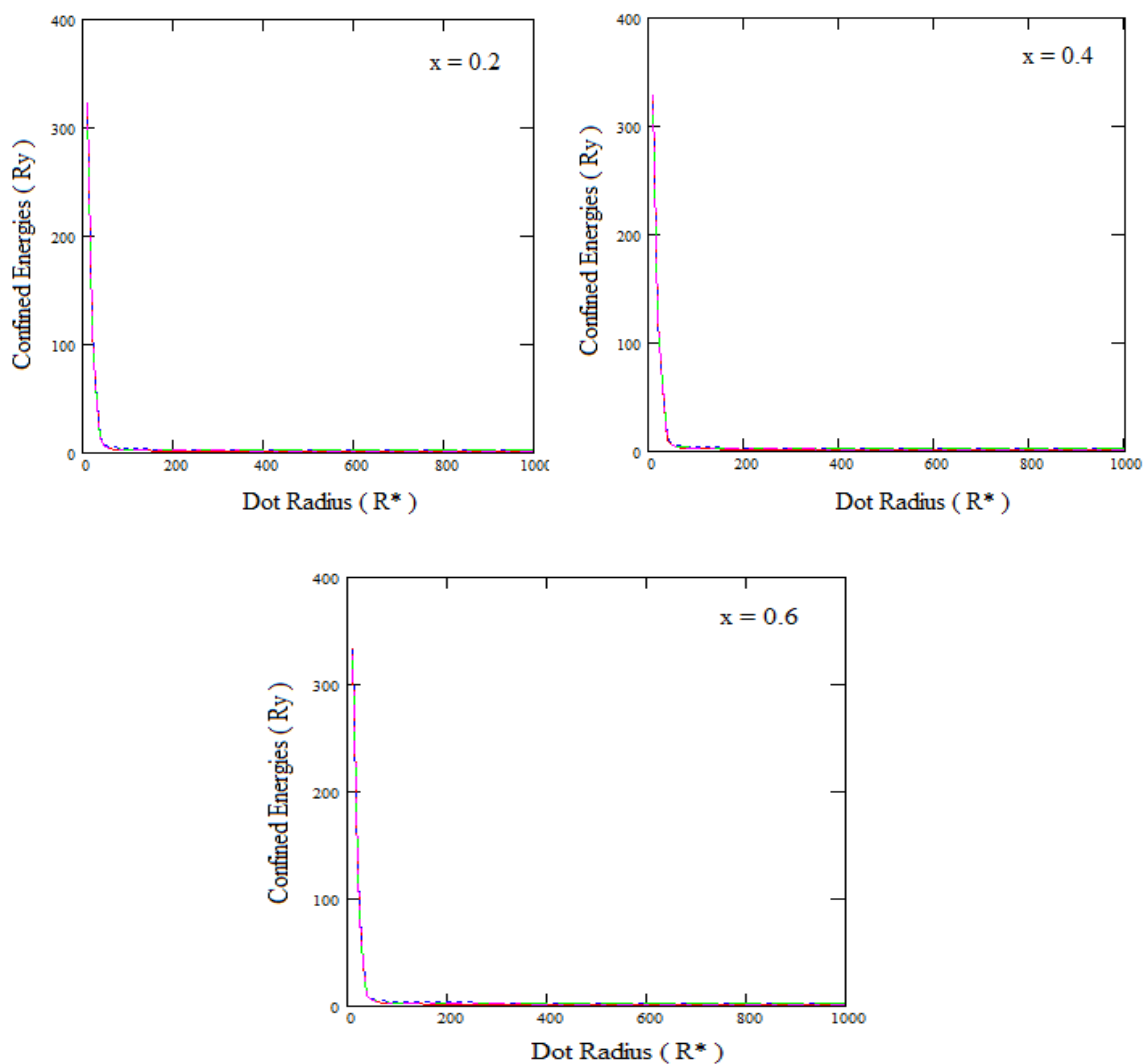 400
300
200
100
0
Confined Energies ( Ry )
x = 0.2
0 200 400 600 800 1000
Dot Radius ( R* )
400
300
200
100
0
Confined Energies ( Ry )
x = 0.4
0 200 400 600 800 1000
Dot Radius ( R* )
400
300
200
100
0
Confined Energies ( Ry )
x = 0.6
0 200 400 600 800 1000
Dot Radius ( R* )